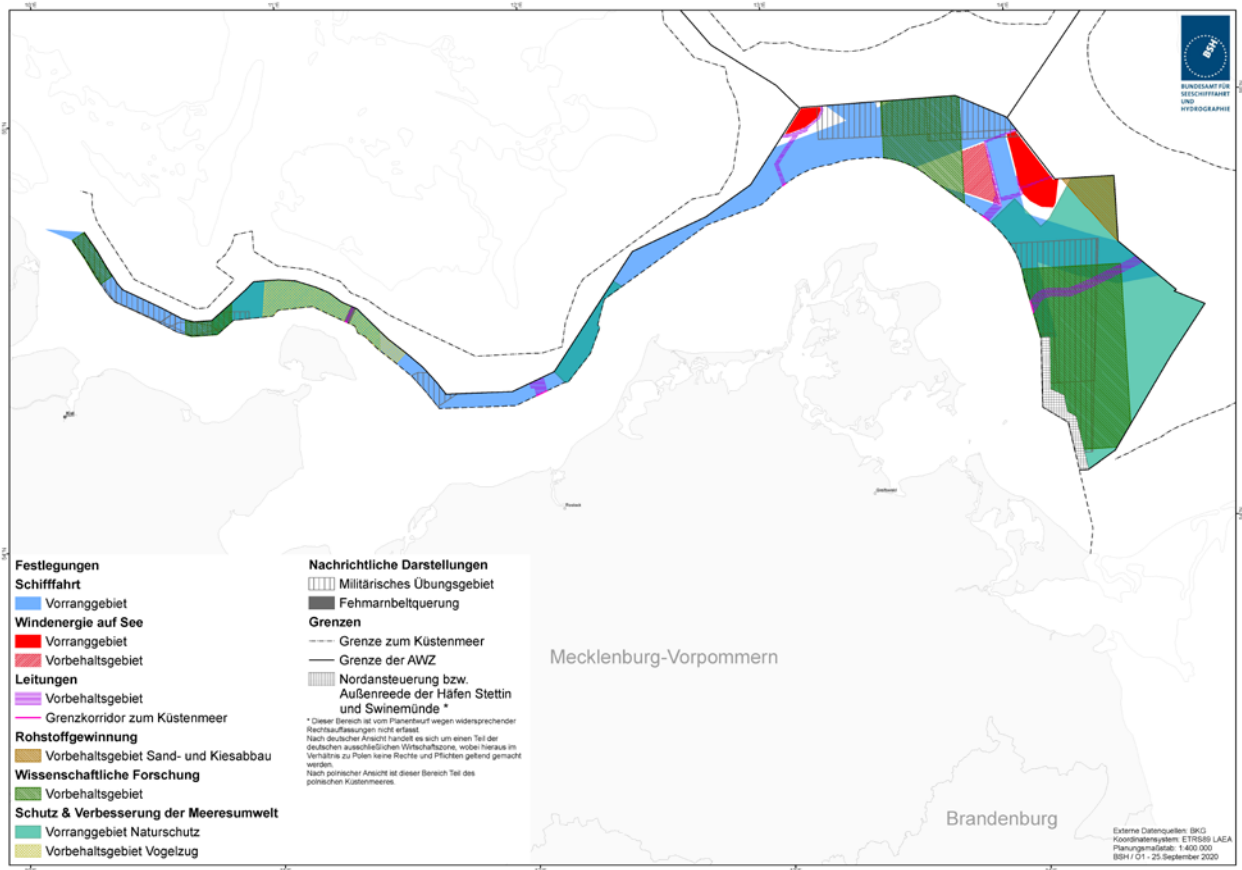 BSH
BUNDESAMT FÜR
SEESCHIFFFAHRT
UND
HYDROGRAPHIE
Rostock
Greifswald
Mecklenburg-Vorpommern
Brandenburg
Festlegungen
Schifffahrt
Vorranggebiet
Windenergie auf See
Vorranggebiet
Vorbehaltsgebiet
Leitungen
Vorbehaltsgebiet
Grenzkorridor zum Küstenmeer
Rohstoffgewinnung
Vorbehaltsgebiet Sand- und Kiesabbau
Wissenschaftliche Forschung
Vorbehaltsgebiet
Schutz & Verbesserung der Meeresumwelt
Vorranggebiet Naturschutz
Vorbehaltsgebiet Vogelzug
Nachrichtliche Darstellungen
Militärisches Übungsgebiet
Fehmarnbeltquerung
Grenzen
Grenze zum Küstenmeer
Grenze der AWZ
Nordansteuerung bzw.
Außenreede der Häfen Stettin
und Swinemünde *
* Dieser Bereich ist vom Planentwurf wegen widersprechender
Rechtsauffassungen nicht erfasst.
Nach deutscher Ansicht handelt es sich um einen Teil der
deutschen ausschließlichen Wirtschaftszone, wobei hieraus im
Verhältnis zu Polen keine Rechte und Pflichten geltend gemacht
werden.
Nach polnischer Ansicht ist dieser Bereich Teil des
polnischen Küstenmeeres.
Externe Datenquellen: BKG
Koordinatensystem: ETRS89 LAEA
Planungsmaßstab: 1:400 000
BSH / O1 - 25.September 2020